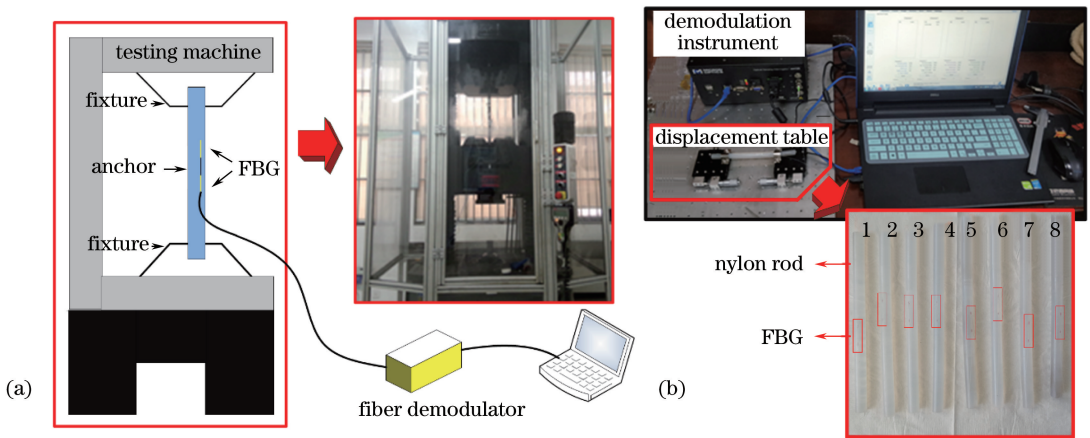 testing machine
fixture
anchor
FBG
fixture
fiber demodulator
(a)
demodulation
instrument
displacement table
1 2 3 4 5 6 7 8
nylon rod
FBG
(b)